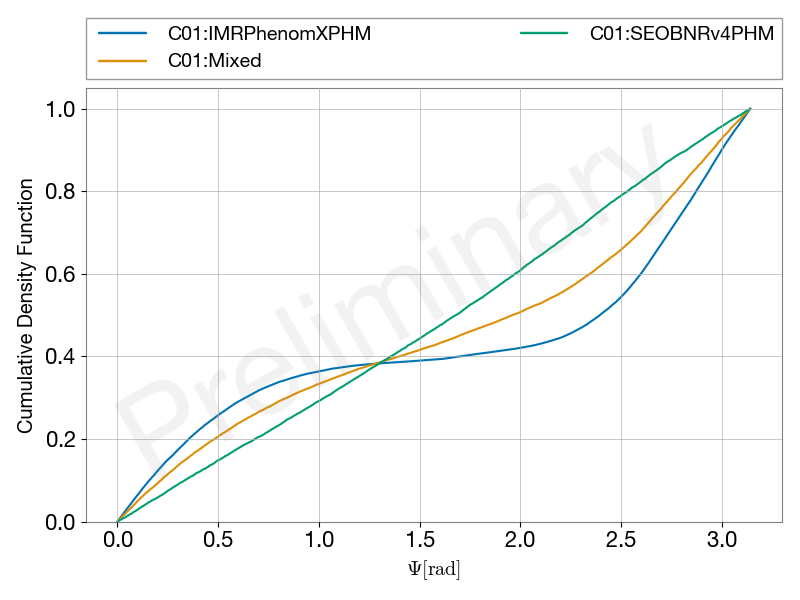 C01:IMRPhenomXPHM
C01:Mixed
C01:SEOBNRv4PHM
Preliminary
Cumulative Density Function
1.0
0.8
0.6
0.4
0.2
0.0
0.0 0.5 1.0 1.5 2.0 2.5 3.0
Ψ[rad]